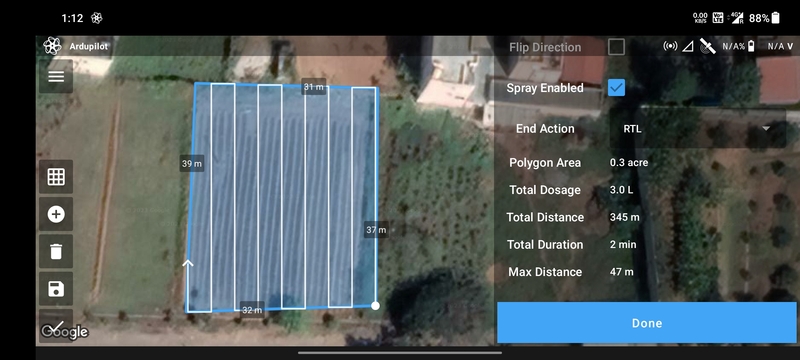 1:12
0.00
KB/S
4G
88%
Ardupilot
Flip Direction
N/A%
N/A V
31 m
Spray Enabled
End Action
RTL
39 m
Polygon Area
0.3 acre
Total Dosage
3.0 L
Total Distance
345 m
37 m
Total Duration
2 min
Max Distance
47 m
32 m
Google
Done